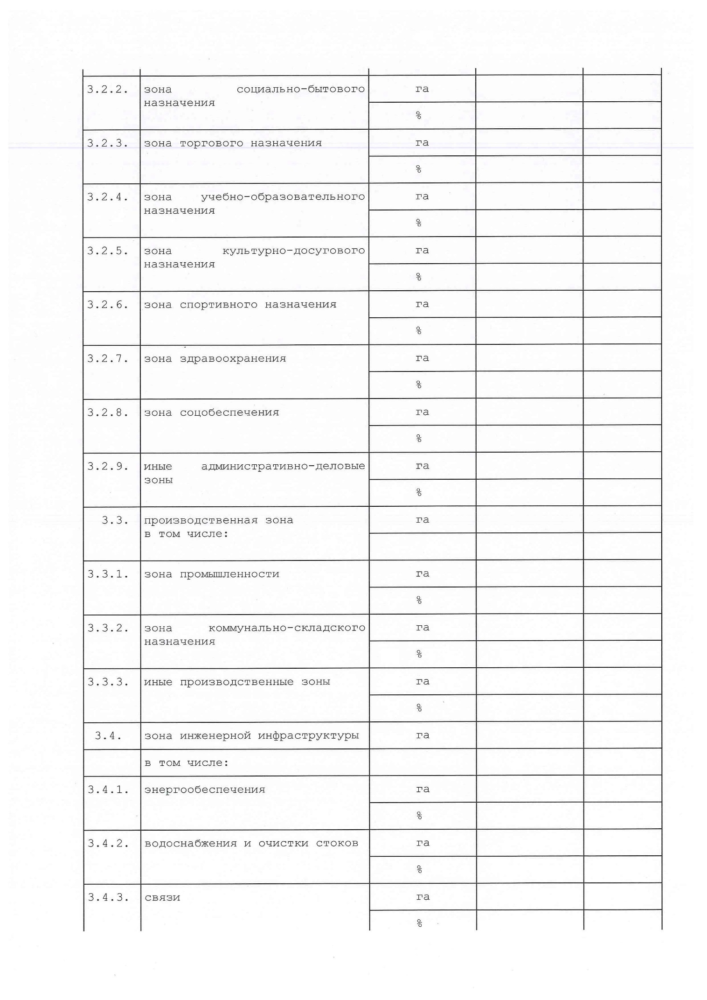 3.2.2. зона социально-бытового га
назначения
%
3.2.3. зона торгового назначения га
%
3.2.4. зона учебно-образовательного га
назначения
%
3.2.5. зона культурно-досугового га
назначения
%
3.2.6. зона спортивного назначения га
%
3.2.7. зона здравоохранения га
%
3.2.8. зона соцобеспечения га
%
3.2.9. иные административно-деловые га
зоны
%
3.3. производственная зона га
в том числе:
3.3.1. зона промышленности га
%
3.3.2. зона коммунально-складского га
назначения
%
3.3.3. иные производственные зоны га
%
3.4. зона инженерной инфраструктуры га
в том числе:
3.4.1. энергообеспечения га
%
3.4.2. водоснабжения и очистки стоков га
%
3.4.3. связи га
%